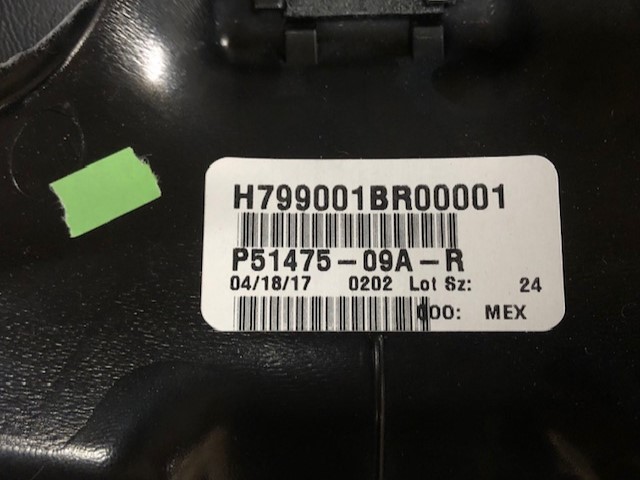 H799001BR00001
P51475-09A-R
04/18/17 0202 Lot Sz: 24
COO: MEX